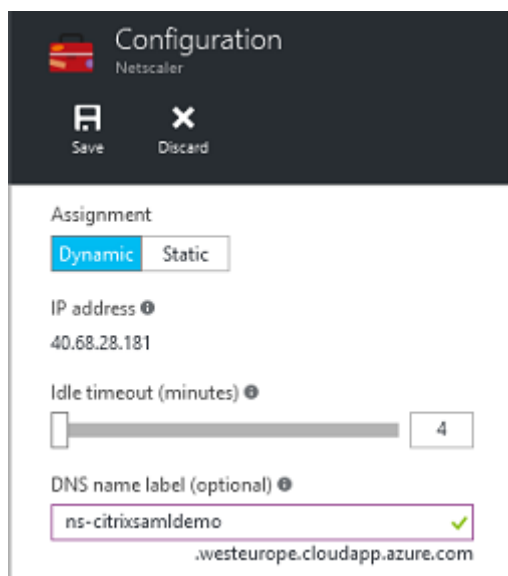 Configuration
Netscaler
Save Discard
Assignment
Dynamic Static
IP address
40.68.28.181
Idle timeout (minutes)
4
DNS name label (optional)
ns-citrixsamldemo
.westeurope.cloudapp.azure.com